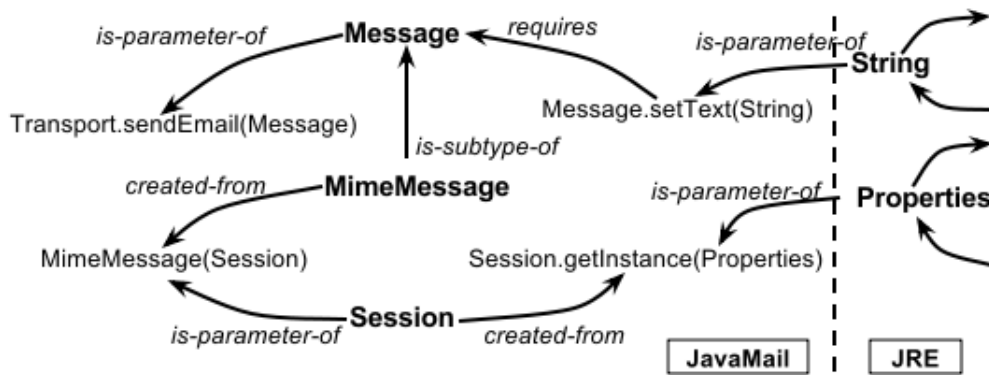 is-parameter-of
Message
requires
is-parameter-of
String
Transport.sendEmail(Message)
Message.setText(String)
is-subtype-of
created-from
MimeMessage
is-parameter-of
Properties
MimeMessage(Session)
Session.getInstance(Properties)
is-parameter-of
Session
created-from
JavaMail
JRE